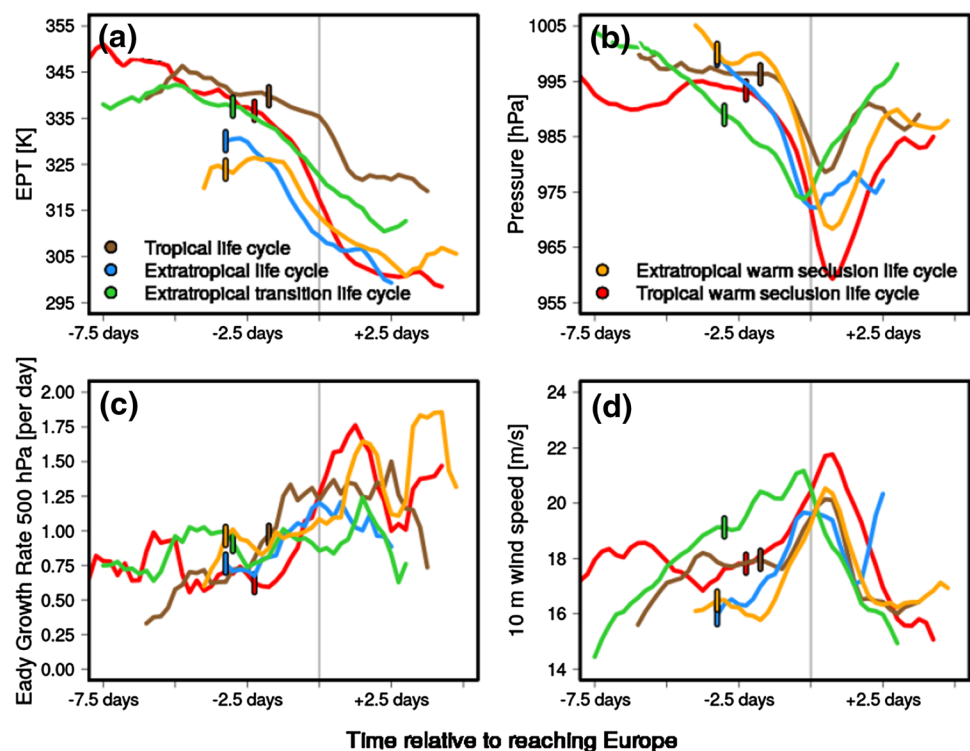 (a)
EPT [K]
355
345
335
325
315
305
295
Tropical life cycle
Extratropical life cycle
Extratropical transition life cycle
-7.5 days
-2.5 days
+2.5 days
(b)
Pressure [hPa]
1005
995
985
975
965
955
Extratropical warm seclusion life cycle
Tropical warm seclusion life cycle
-7.5 days
-2.5 days
+2.5 days
(c)
Eady Growth Rate 500 hPa [per day]
2.00
1.75
1.50
1.25
1.00
0.75
0.50
0.25
0.00
-7.5 days
-2.5 days
+2.5 days
(d)
10 m wind speed [m/s]
24
22
20
18
16
14
-7.5 days
-2.5 days
+2.5 days
Time relative to reaching Europe